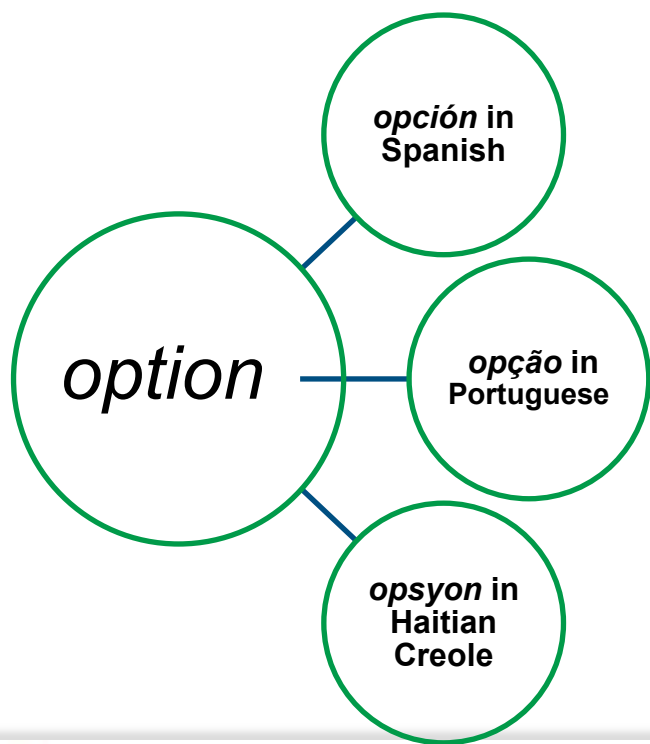 opción in
Spanish
option
opção in
Portuguese
opsyon in
Haitian
Creole